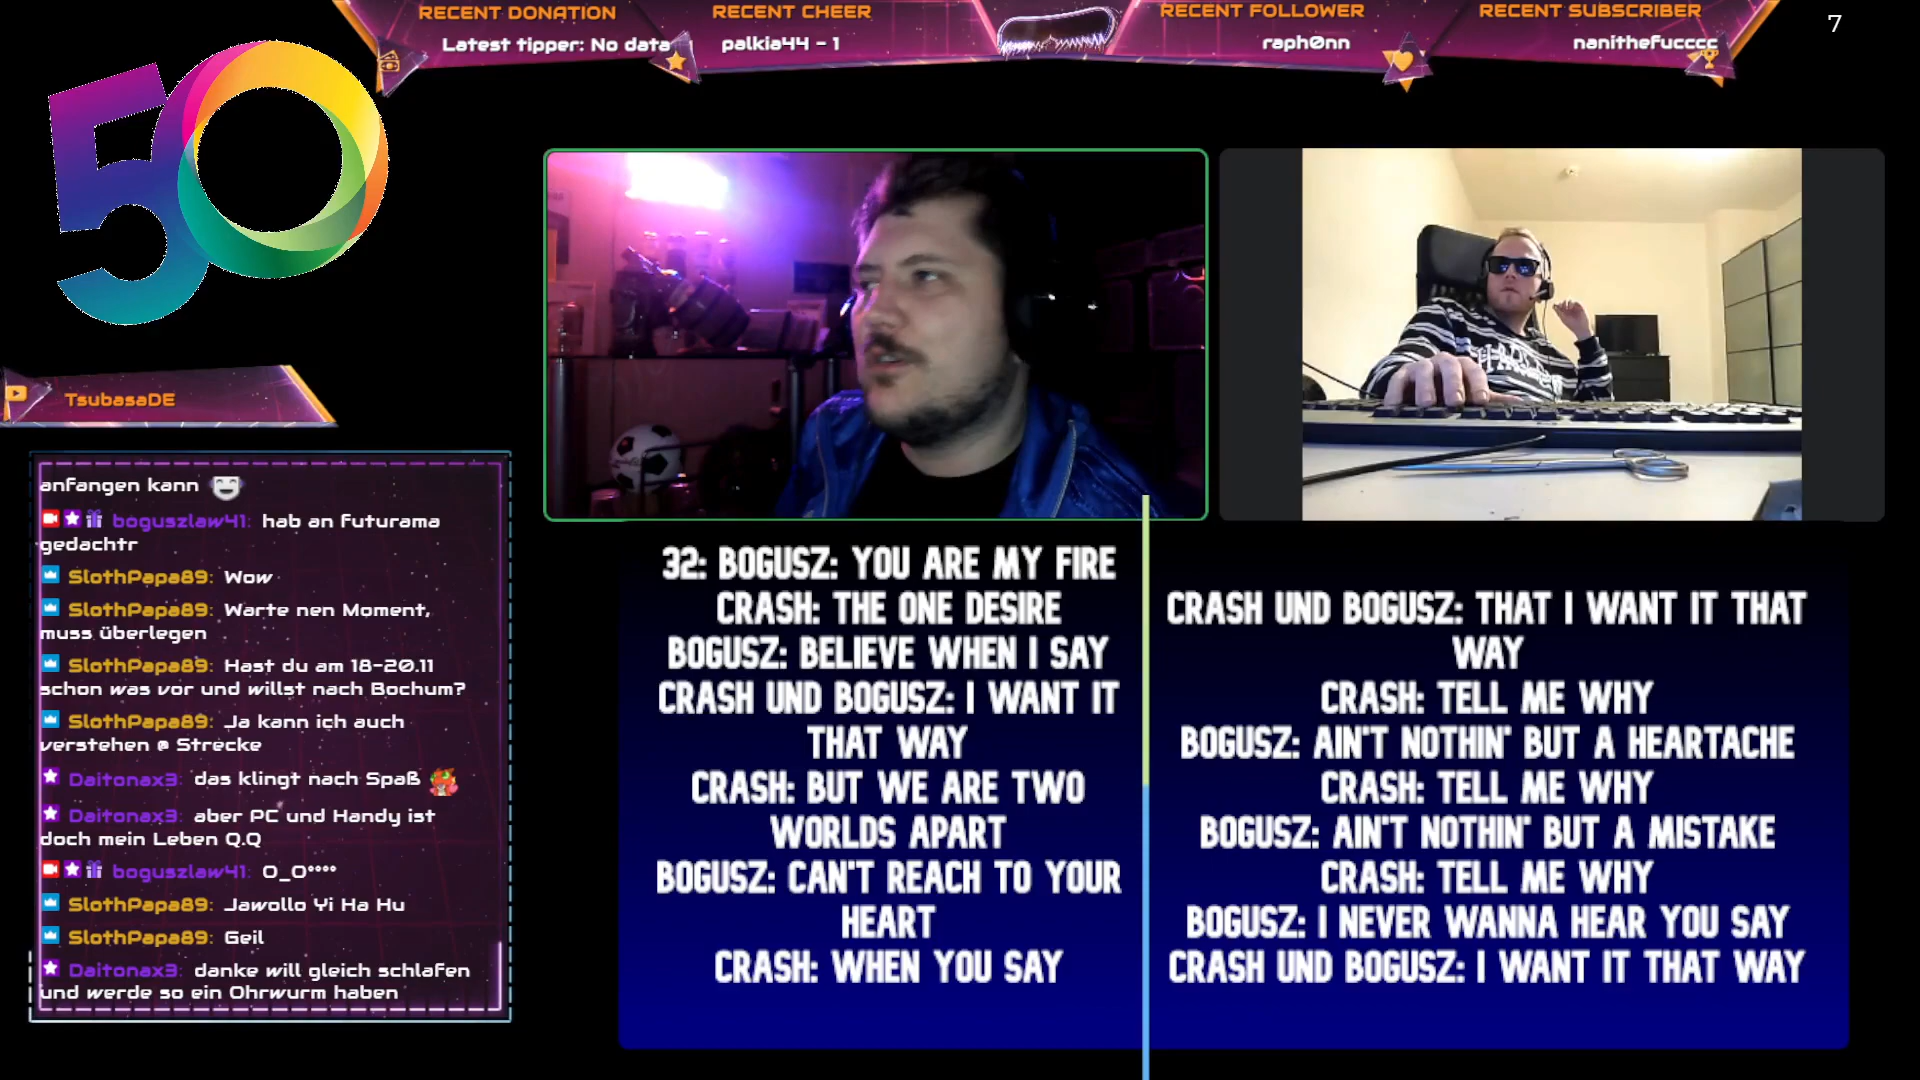 RECENT DONATION
Latest tipper: No data
RECENT CHEER
palkia44 - 1
RECENT FOLLOWER
raph0nn
RECENT SUBSCRIBER
nanithefucccc
7
50
TsubasaDE
anfangen kann
boguszlaw41: hab an Futurama
gedachtr
SlothPapa89: Wow
SlothPapa89: Warte nen Moment,
muss überlegen
SlothPapa89: Hast du am 18-20.11
schon was vor und willst nach Bochum?
SlothPapa89: Ja kann ich auch
verstehen @ Strecke
Daitonax3: das klingt nach Spaß
Daitonax3: aber PC und Handy ist
doch mein Leben Q.Q
boguszlaw41: O_O°°°°
SlothPapa89: Jawollo Yi Ha Hu
SlothPapa89: Geil
Daitonax3: danke will gleich schlafen
und werde so ein Ohrwurm haben
32: BOGUSZ: YOU ARE MY FIRE
CRASH: THE ONE DESIRE
BOGUSZ: BELIEVE WHEN I SAY
CRASH UND BOGUSZ: I WANT IT
THAT WAY
CRASH: BUT WE ARE TWO
WORLDS APART
BOGUSZ: CAN'T REACH TO YOUR
HEART
CRASH: WHEN YOU SAY
CRASH UND BOGUSZ: THAT I WANT IT THAT
WAY
CRASH: TELL ME WHY
BOGUSZ: AIN'T NOTHIN' BUT A HEARTACHE
CRASH: TELL ME WHY
BOGUSZ: AIN'T NOTHIN' BUT A MISTAKE
CRASH: TELL ME WHY
BOGUSZ: I NEVER WANNA HEAR YOU SAY
CRASH UND BOGUSZ: I WANT IT THAT WAY